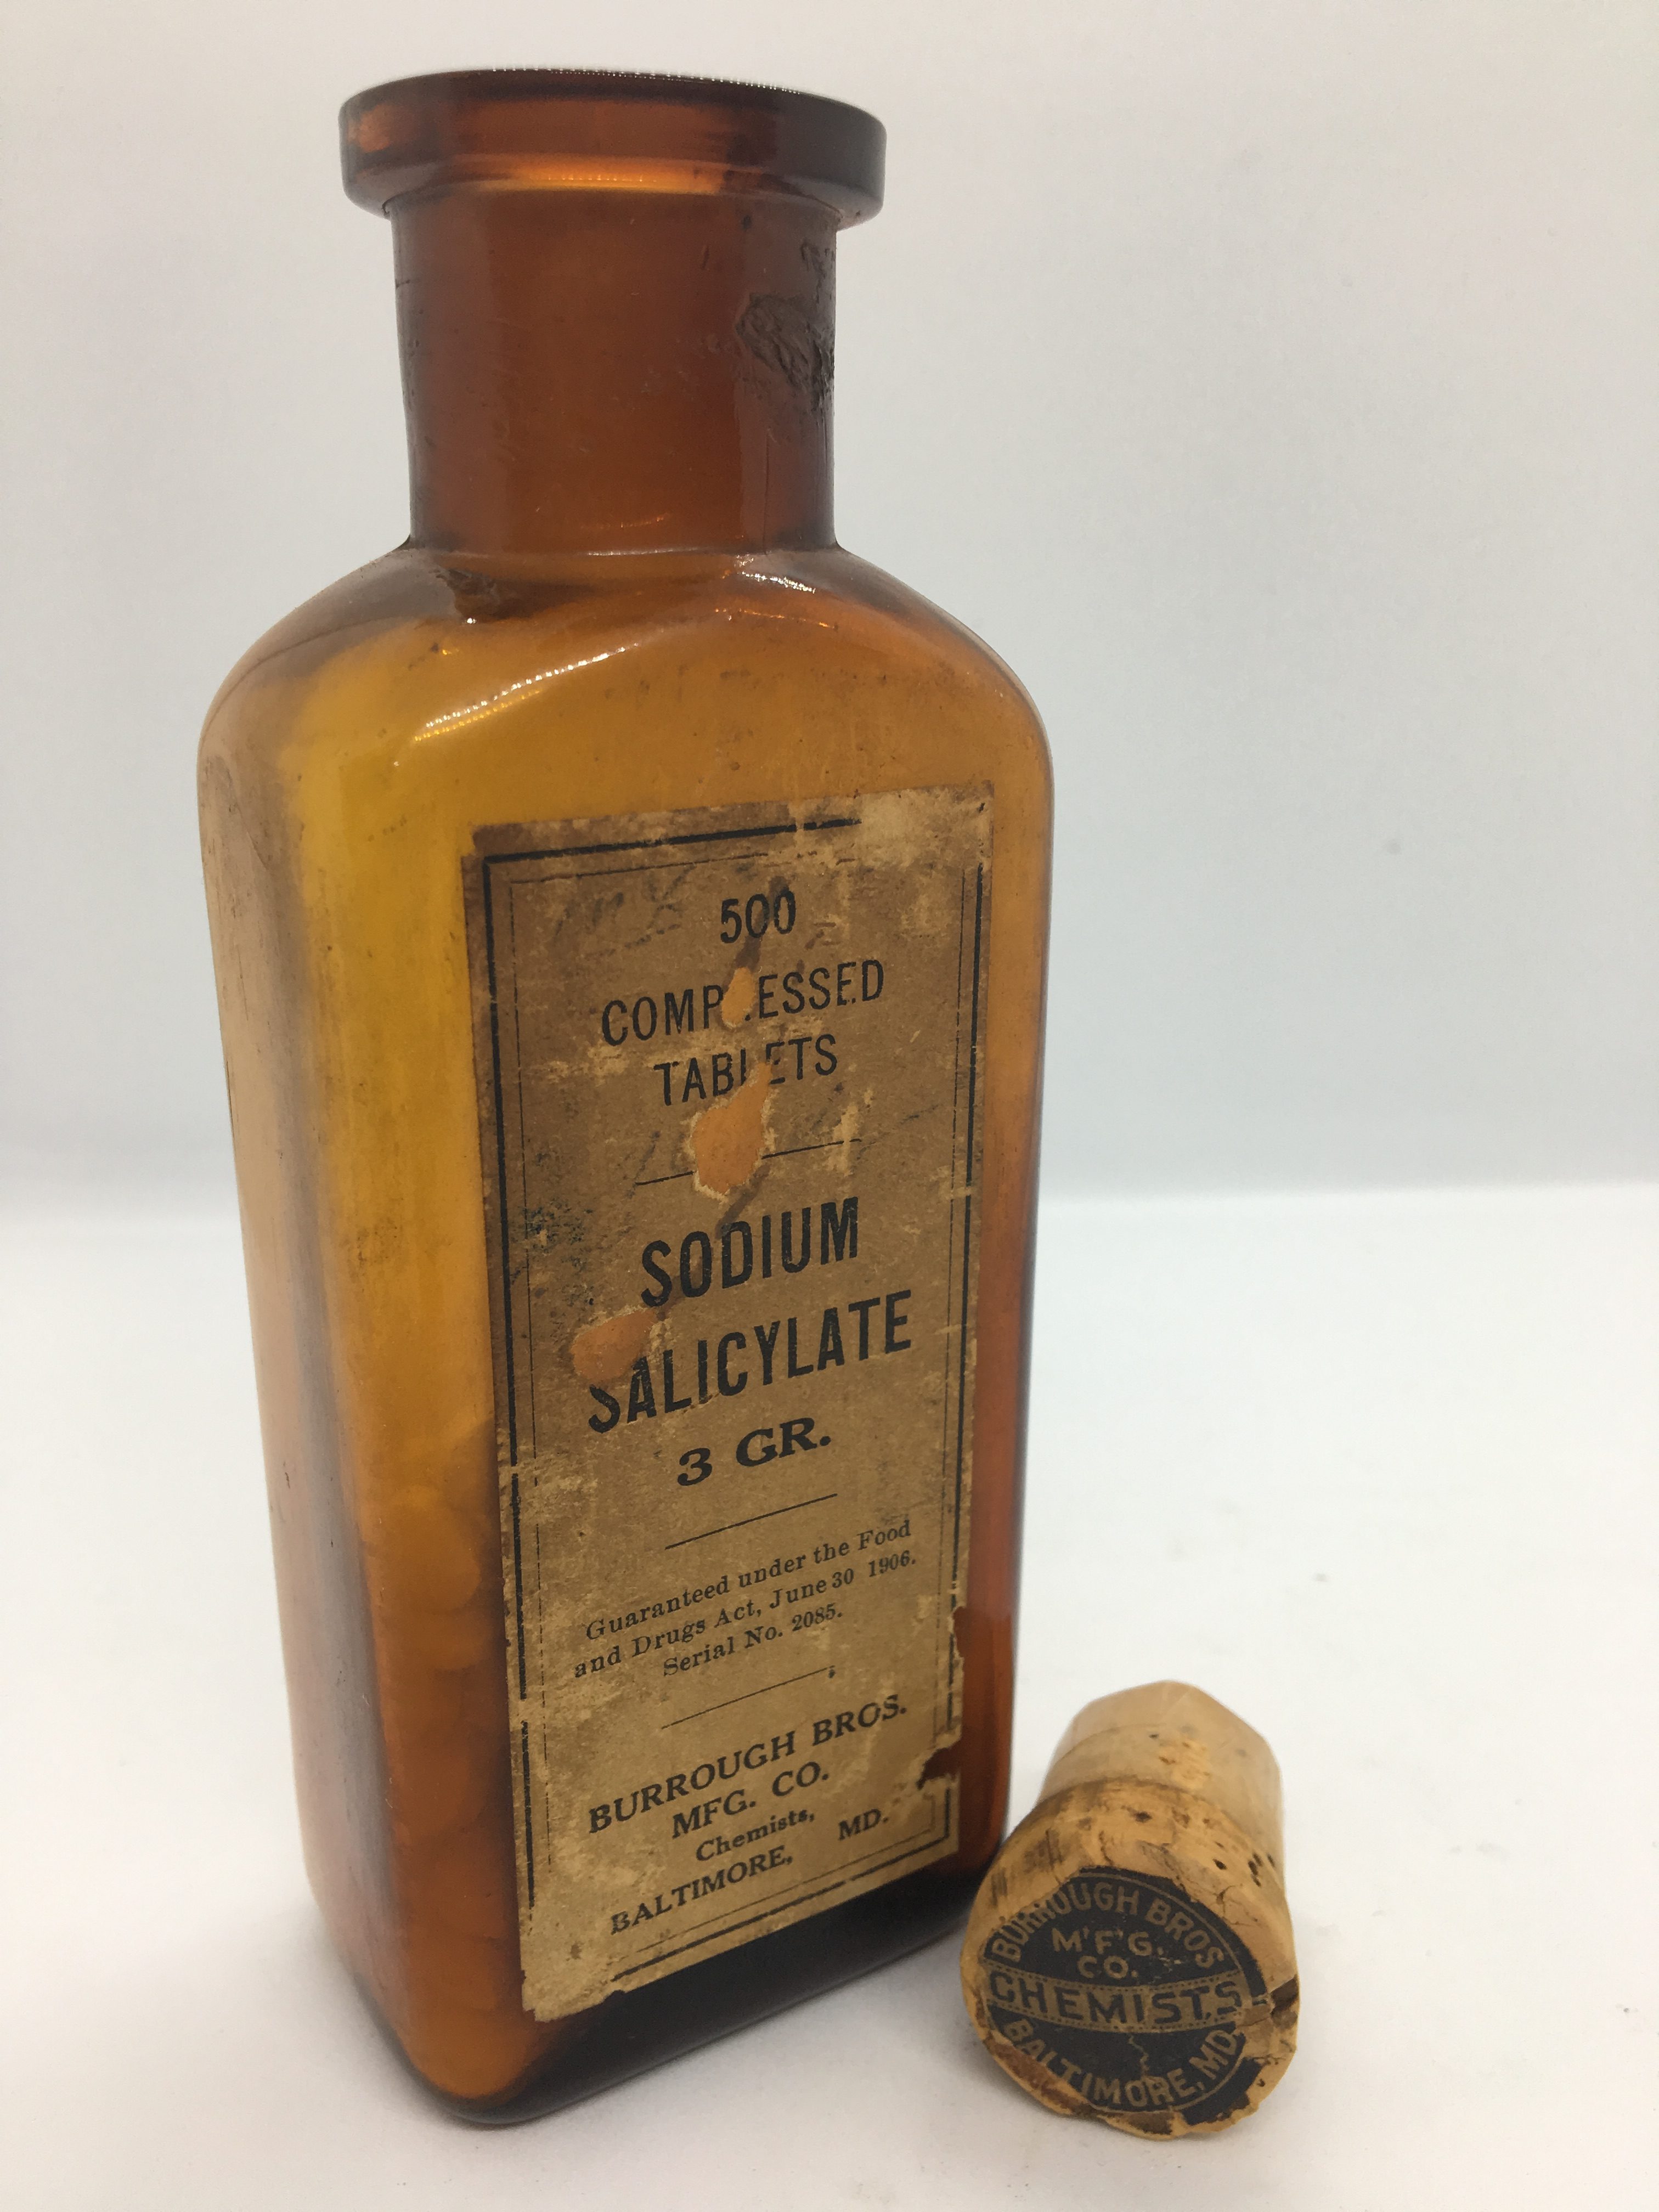 500
COMPRESSED
TABLETS
SODIUM
SALICYLATE
3 GR.
Guaranteed under the Food
and Drugs Act, June 30 1906.
Serial No. 2085.
BURROUGH BROS.
MFG. CO.
Chemists,
BALTIMORE, MD.
BURROUGH BROS
M'F'G.
CO.
CHEMISTS
BALTIMORE, MD.